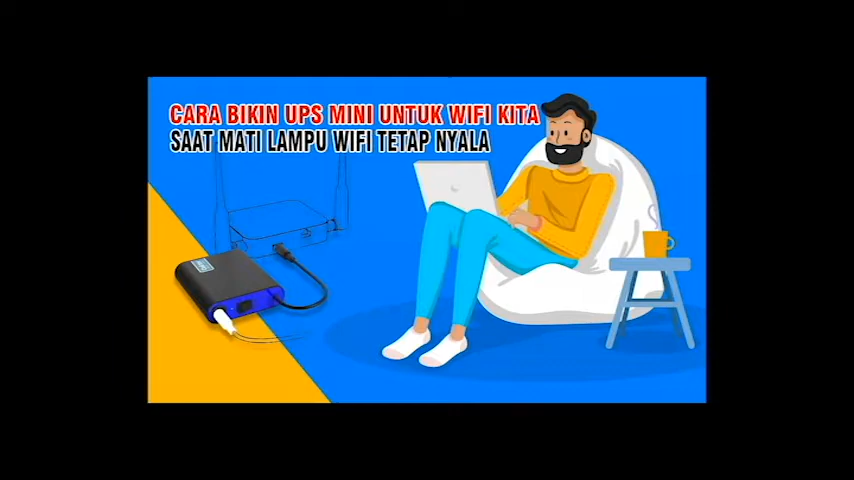 CARA BIKIN UPS MINI UNTUK WIFI KITA
SAAT MATI LAMPU WIFI TETAP NYALA